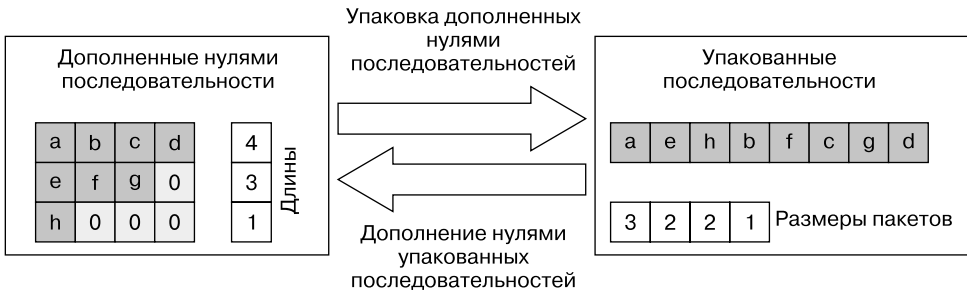 Упаковка дополненных
нулями
последовательностей
Дополненные нулями
последовательности
a b c d
e f g 0
h 0 0 0
4
3
1
Длины
Дополнение нулями
упакованных
последовательностей
Упакованные
последовательности
a e h b f c g d
3 2 2 1
Размеры пакетов